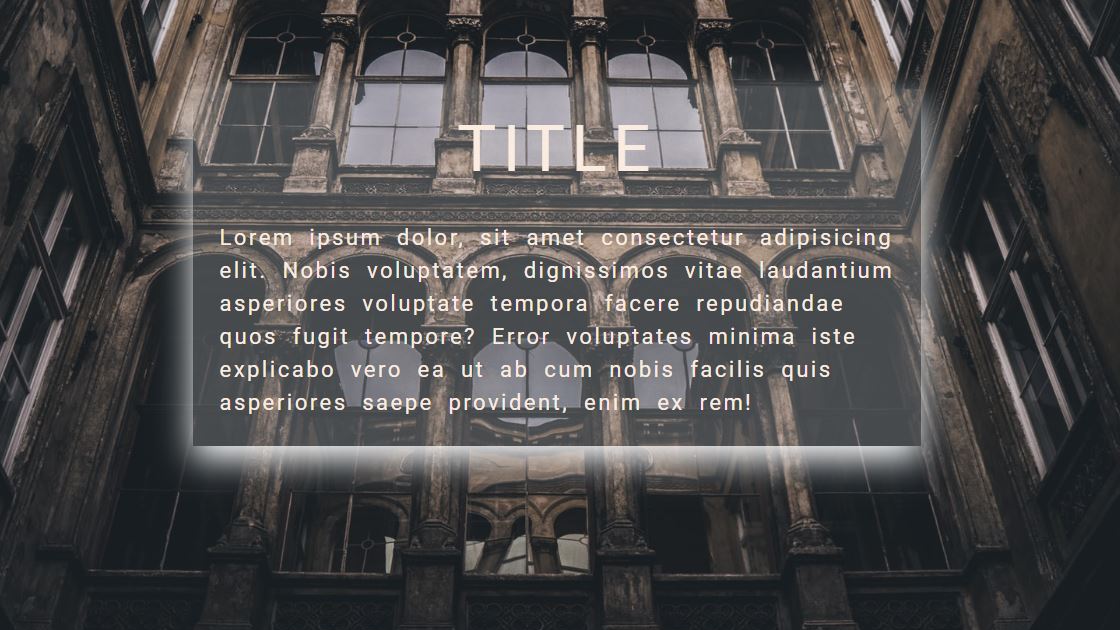 TITLE
Lorem ipsum dolor, sit amet consectetur adipisicing
elit. Nobis voluptatem, dignissimos vitae laudantium
asperiores voluptate tempora facere repudiandae
quos fugit tempore? Error voluptates minima iste
explicabo vero ea ut ab cum nobis facilis quis
asperiores saepe provident, enim ex rem!